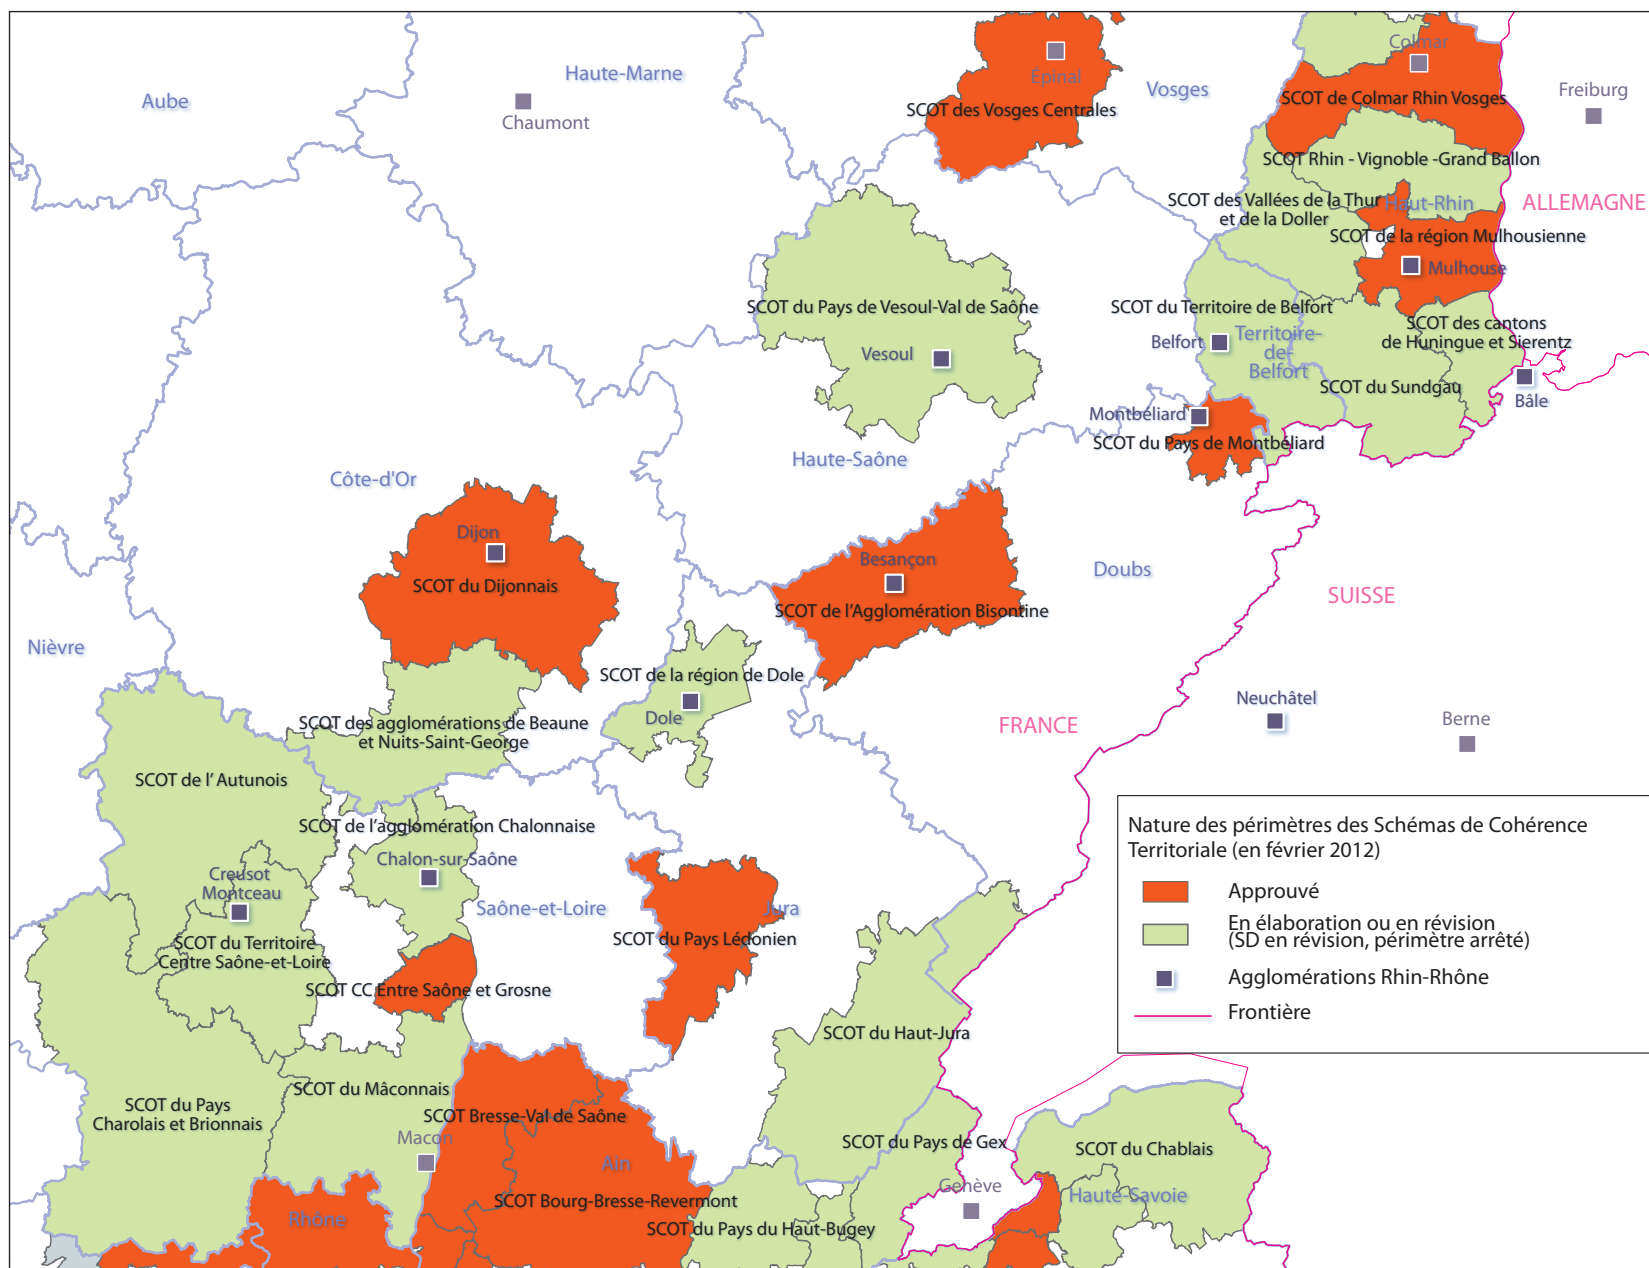 Haute-Marne
Aube
Chaumont
Épinal
SCOT des Vosges Centrales
Vosges
Colmar
SCOT de Colmar Rhin Vosges
Freiburg
SCOT Rhin - Vignoble -Grand Ballon
SCOT des Vallées de la Thur
et de la Doller
Haut-Rhin
ALLEMAGNE
SCOT de la région Mulhousienne
Mulhouse
SCOT du Pays de Vesoul-Val de Saône
Vesoul
SCOT du Territoire de Belfort
Belfort
Territoire-
de-
Belfort
SCOT des cantons
de Huningue et Sierentz
SCOT du Sundgau
Bâle
Montbéliard
SCOT du Pays de Montbéliard
Haute-Saône
Côte-d'Or
Dijon
SCOT du Dijonnais
Besançon
SCOT de l'Agglomération Bisontine
Doubs
SUISSE
Nièvre
SCOT de la région de Dole
Dole
SCOT des agglomérations de Beaune
et Nuits-Saint-George
FRANCE
Neuchâtel
Berne
SCOT de l' Autunois
SCOT de l'agglomération Chalonnaise
Chalon-sur-Saône
Creusot
Montceau
Saône-et-Loire
Jura
SCOT du Pays Lédonien
SCOT du Territoire
Centre Saône-et-Loire
SCOT CC Entre Saône et Grosne
SCOT du Haut-Jura
SCOT du Mâconnais
SCOT du Pays
Charolais et Brionnais
SCOT Bresse-Val de Saône
Macon
Ain
SCOT du Pays de Gex
SCOT du Chablais
SCOT Bourg-Bresse-Revermont
Genève
Haute-Savoie
Rhône
SCOT du Pays du Haut-Bugey
Nature des périmètres des Schémas de Cohérence
Territoriale (en février 2012)
Approuvé
En élaboration ou en révision
(SD en révision, périmètre arrêté)
Agglomérations Rhin-Rhône
Frontière